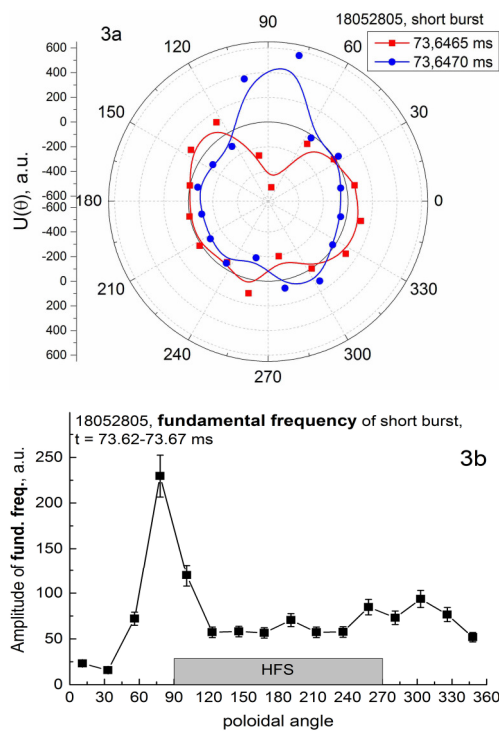 3a
18052805, short burst
73,6465 ms
73,6470 ms
90
120
60
150
30
180
0
210
330
240
300
270
600
400
200
0
-200
-400
-600
-600
-400
-200
0
200
400
600
U(θ), a.u.
18052805, fundamental frequency of short burst,
t = 73.62-73.67 ms
3b
250
200
150
100
50
0
Amplitude of fund. freq., a.u.
HFS
0 30 60 90 120 150 180 210 240 270 300 330 360
poloidal angle